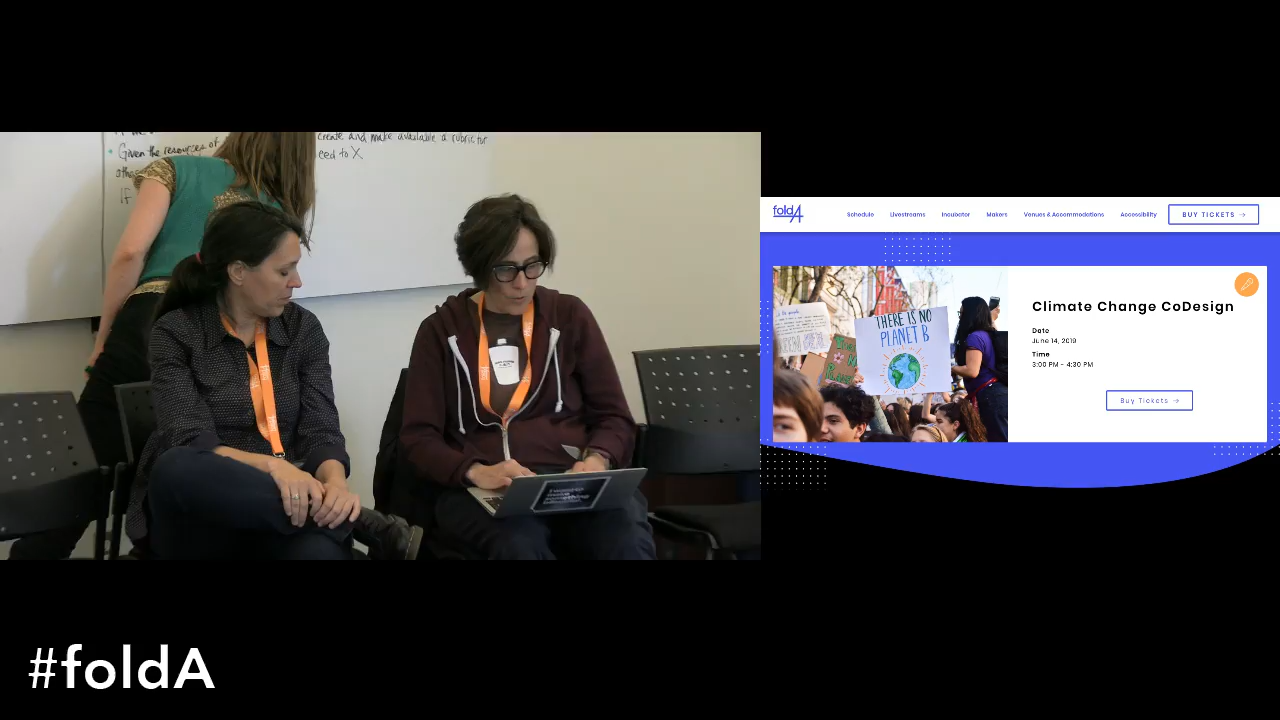 Given the resources of
create and make available a rubric for
eed to X
IF
foldA
Schedule
Livestreams
Incubator
Makers
Venues & Accommodations
Accessibility
BUY TICKETS →
THERE IS NO
PLANET B
Climate Change CoDesign
Date
June 14, 2019
Time
3:00 PM - 4:30 PM
Buy Tickets →
#foldA